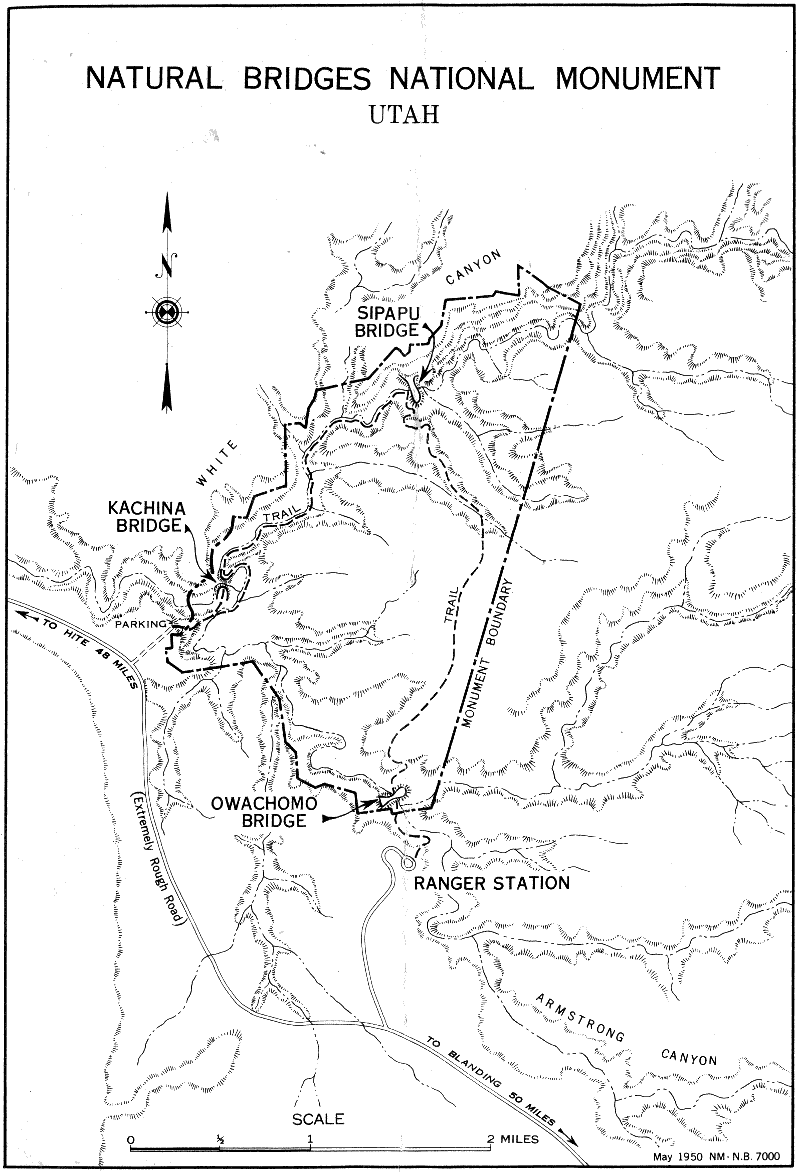 NATURAL BRIDGES NATIONAL MONUMENT
UTAH
N
CANYON
SIPAPU
BRIDGE
WHITE
KACHINA
BRIDGE
TRAIL
PARKING
TRAIL
MONUMENT BOUNDARY
TO HITE 48 MILES
(Extremely Rough Road)
OWACHOMO
BRIDGE
RANGER STATION
ARMSTRONG CANYON
TO BLANDING 50 MILES
SCALE
0 ½ 1 2 MILES
May 1950 NM-N.B. 7000